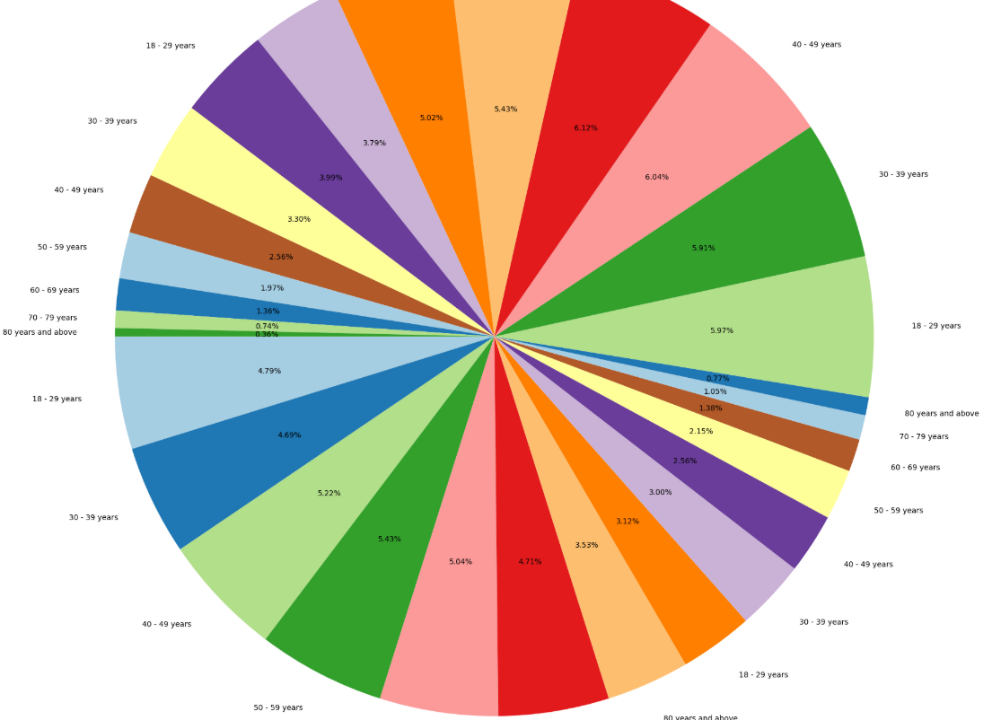 40 - 49 years
18 - 29 years
5.43%
5.02%
30 - 39 years
6.12%
3.79%
30 - 39 years
6.04%
3.99%
40 - 49 years
3.30%
50 - 59 years
5.91%
2.56%
60 - 69 years
1.97%
1.36%
70 - 79 years
0.74%
18 - 29 years
5.97%
80 years and above
0.36%
4.79%
0.77%
1.05%
18 - 29 years
1.38%
80 years and above
2.15%
4.69%
70 - 79 years
2.56%
60 - 69 years
3.00%
5.22%
50 - 59 years
30 - 39 years
3.12%
5.43%
3.53%
5.04%
4.71%
40 - 49 years
30 - 39 years
40 - 49 years
18 - 29 years
50 - 59 years
80 years and above